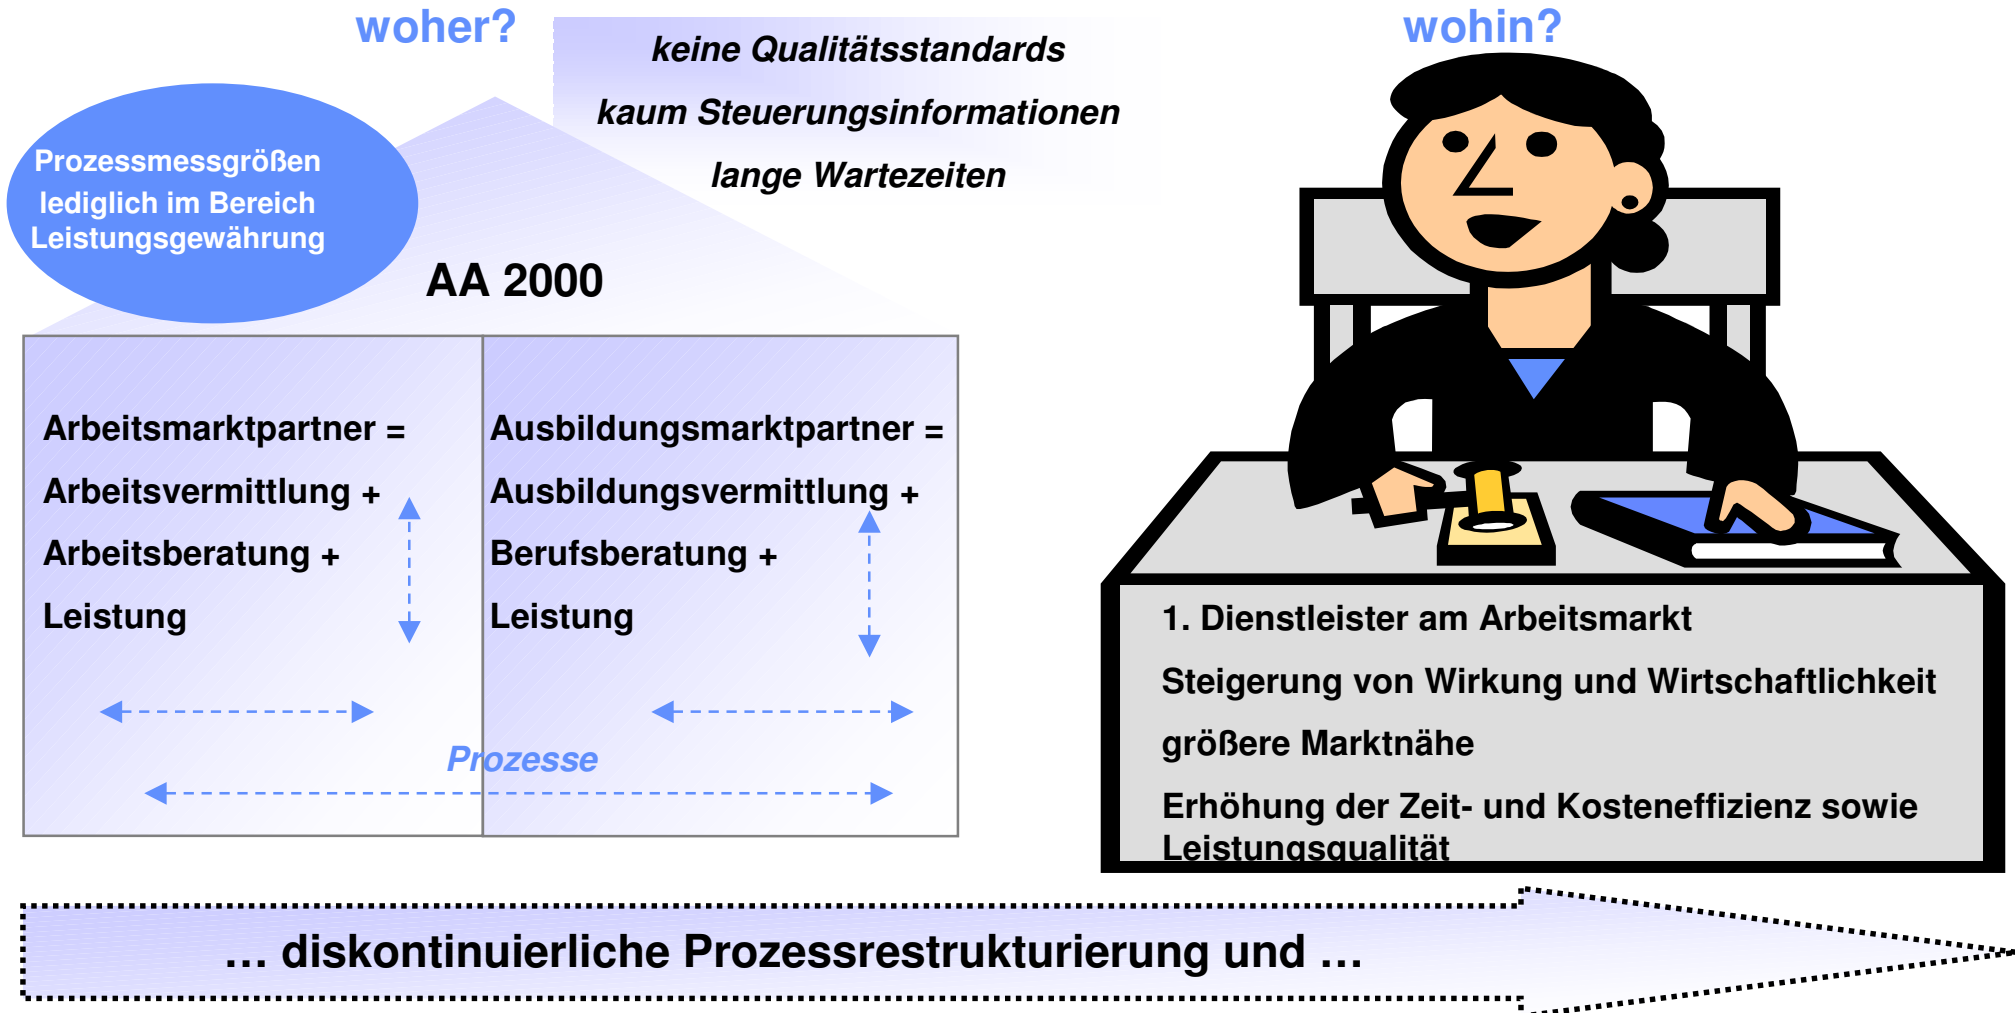 woher?
keine Qualitätsstandards
kaum Steuerungsinformationen
lange Wartezeiten
Prozessmessgrößen
lediglich im Bereich
Leistungsgewährung
AA 2000
Arbeitsmarktpartner =
Arbeitsvermittlung +
Arbeitsberatung +
Leistung
Ausbildungsmarktpartner =
Ausbildungsvermittlung +
Berufsberatung +
Leistung
Prozesse
wohin?
1. Dienstleister am Arbeitsmarkt
Steigerung von Wirkung und Wirtschaftlichkeit
größere Marktnähe
Erhöhung der Zeit- und Kosteneffizienz sowie
Leistungsqualität
… diskontinuierliche Prozessrestrukturierung und …